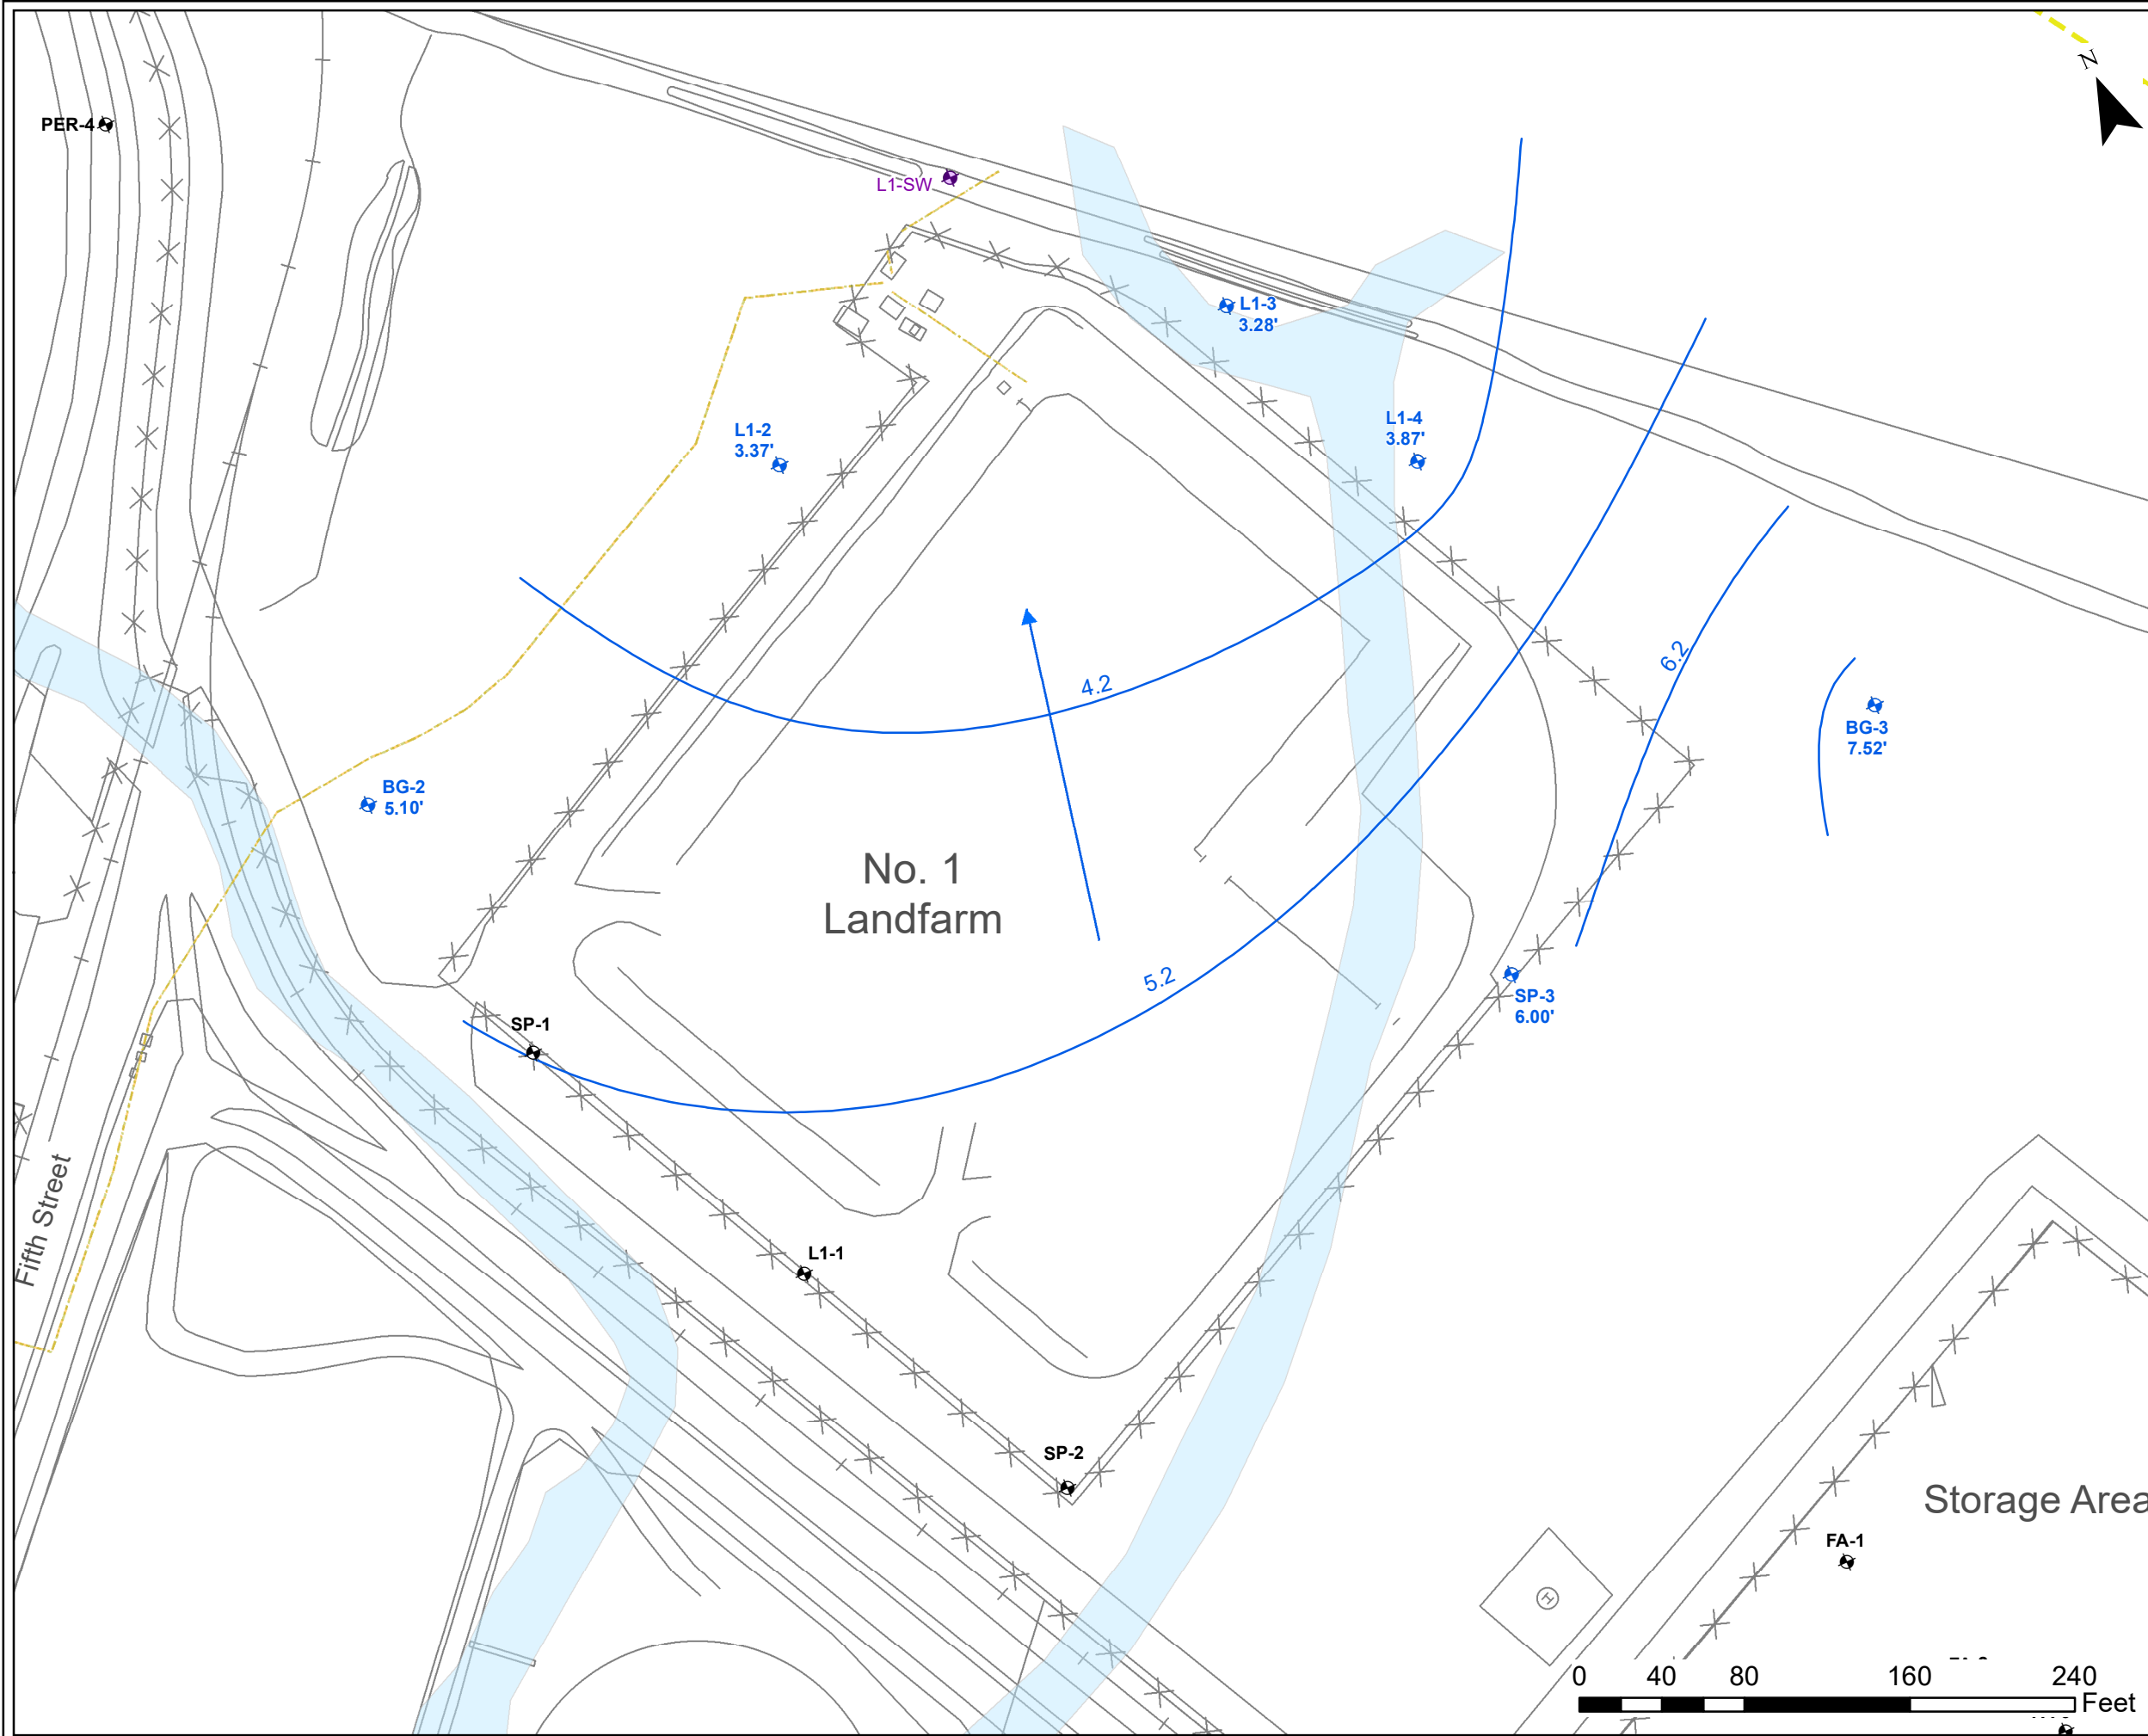 N
PER-4
L1-SW
L1-3
3.28'
L1-2
3.37'
L1-4
3.87'
6.2
4.2
BG-3
7.52'
BG-2
5.10'
No. 1
Landfarm
5.2
SP-3
6.00'
SP-1
Fifth Street
L1-1
SP-2
Storage Area
FA-1
H
0 40 80 160 240
Feet